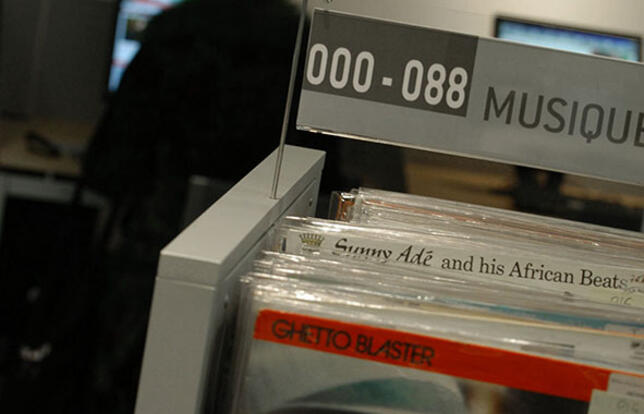 000 - 088
MUSIQUE
Sunny Adé and his African Beats
GHETTO BLASTER